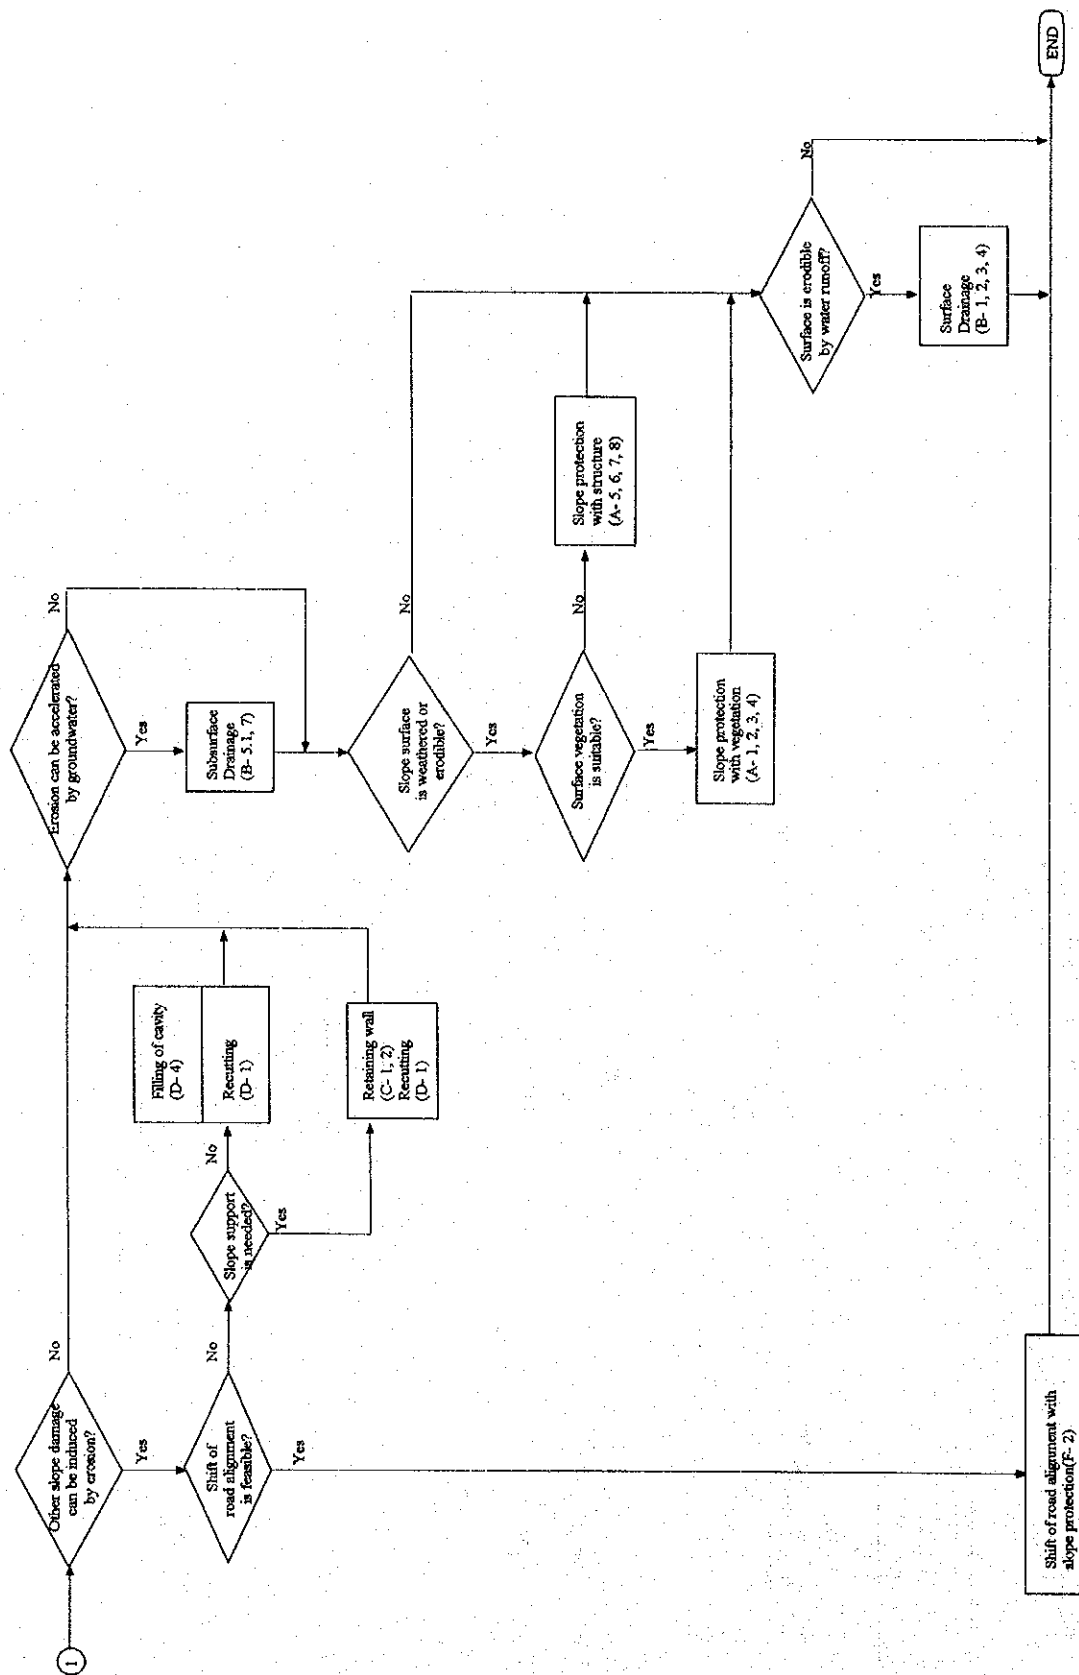 1
Other slope damage
can be induced
by erosion?
No
Yes
Shift of
road alignment
is feasible?
No
Yes
Slope support
is needed?
No
Yes
Filling of cavity
(D- 4)
Recutting
(D- 1)
Retaining wall
(C- 1, 2)
Recutting
(D- 1)
Shift of road alignment with
slope protection(F- 2)
Erosion can be accelerated
by groundwater?
No
Yes
Subsurface
Drainage
(B- 5.1, 7)
Slope surface
is weathered or
erodible?
No
Yes
Surface vegetation
is suitable?
No
Yes
Slope protection
with structure
(A- 5, 6, 7, 8)
Slope protection
with vegetation
(A- 1, 2, 3, 4)
Surface is erodible
by water runoff?
No
Yes
Surface
Drainage
(B- 1, 2, 3, 4)
END